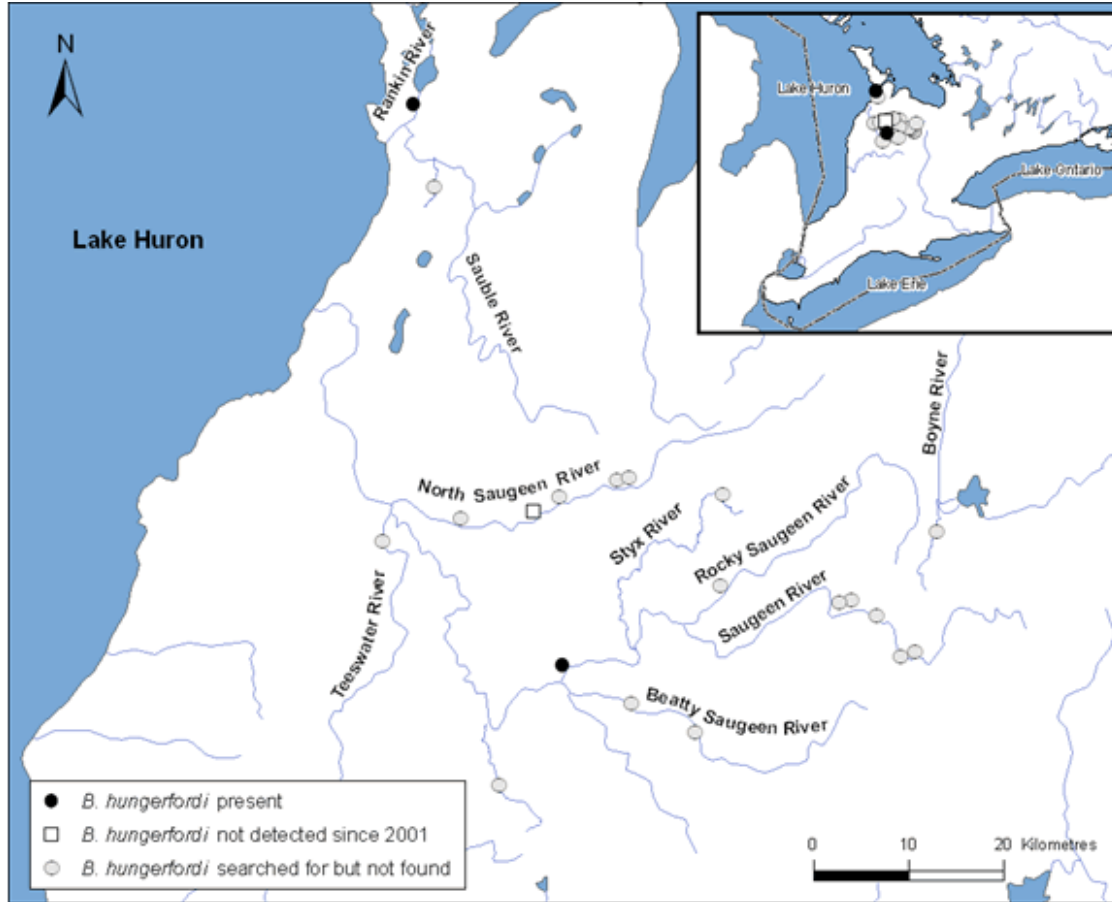 N
Rankin River
Lake Huron
Sauble River
North Saugeen River
Styx River
Rocky Saugeen River
Saugeen River
Boyne River
Teeswater River
Beatty Saugeen River
Lake Huron
Lake Ontario
Lake Erie
B. hungerfordi present
B. hungerfordi not detected since 2001
B. hungerfordi searched for but not found
0 10 20 Kilometres